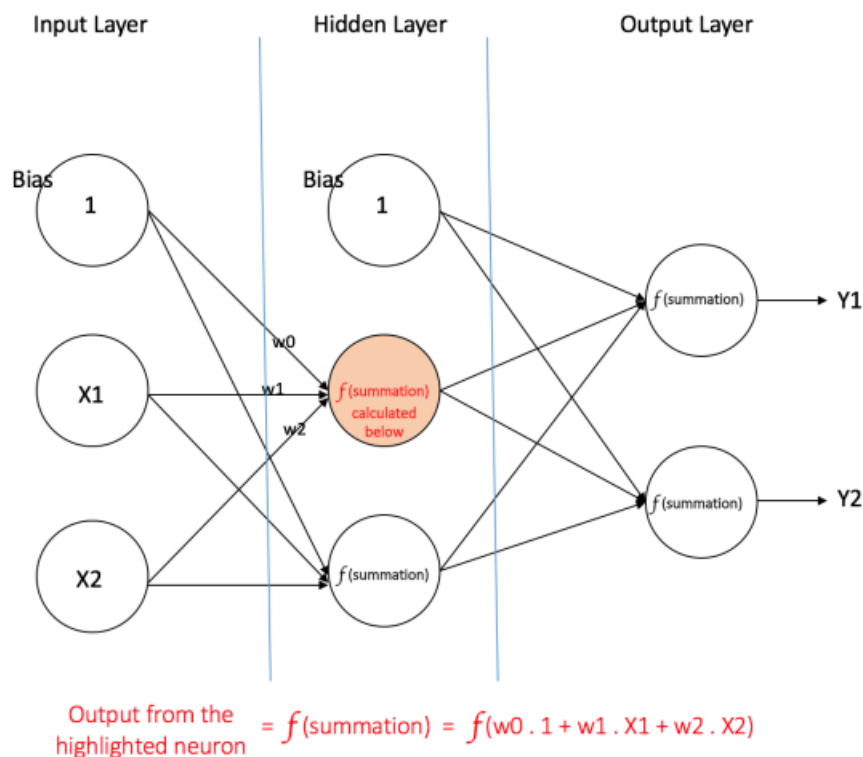 Input Layer
Hidden Layer
Output Layer
Bias
1
Bias
1
w0
X1
w1
f(summation)
calculated
below
w2
X2
f(summation)
f(summation)
Y1
f(summation)
Y2
Output from the
highlighted neuron
= f(summation) = f(w0 . 1 + w1 . X1 + w2 . X2)